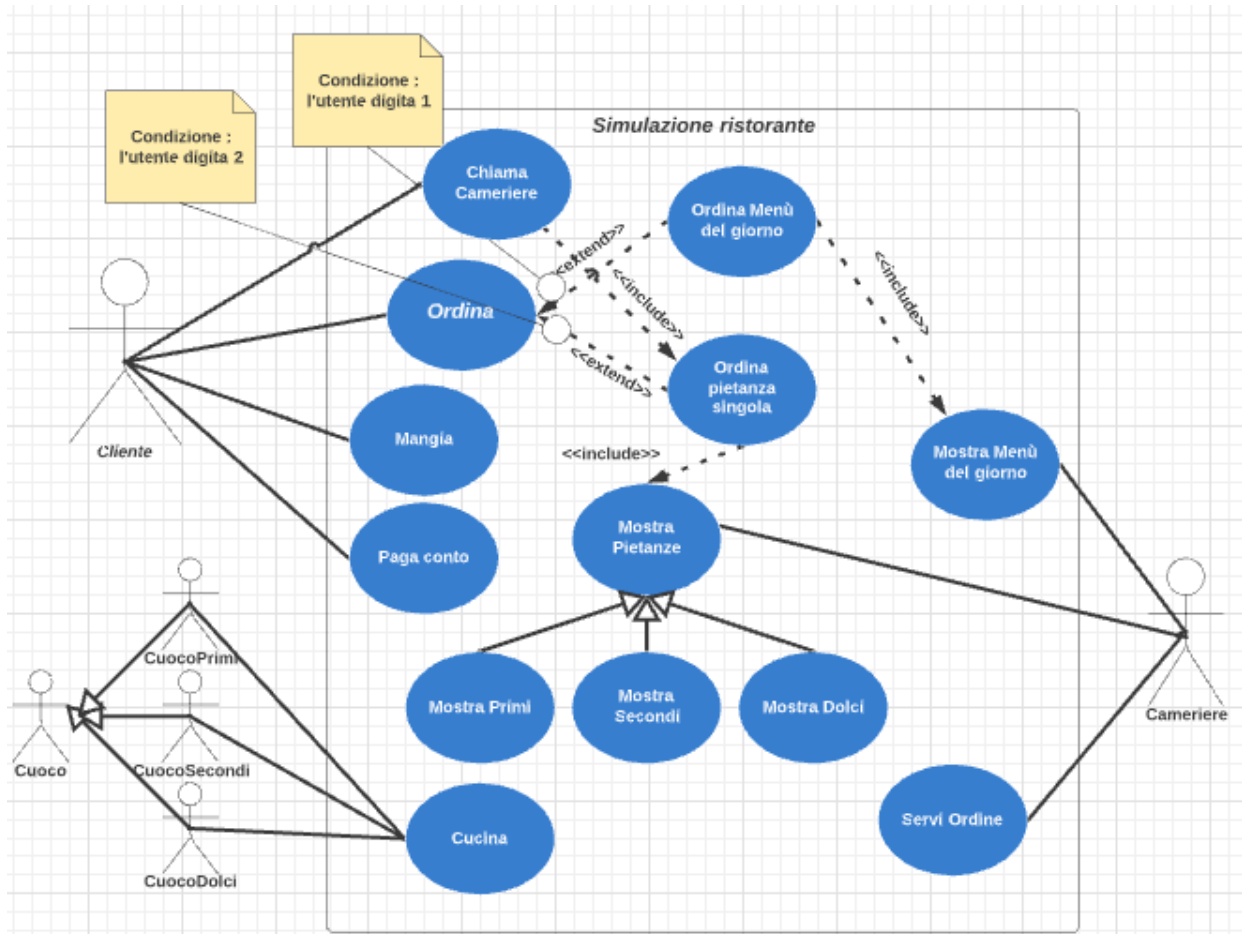 Condizione :
l'utente digita 1
Condizione :
l'utente digita 2
Simulazione ristorante
Chiama
Cameriere
Ordina Menù
del giorno
<<extend>>
<<include>>
<<include>>
Ordina
<<extend>>
Ordina
pietanza
singola
Cliente
Mangia
<<include>>
Mostra Menù
del giorno
Mostra
Pietanze
Paga conto
CuocoPrimi
Mostra Primi
Mostra
Secondi
Mostra Dolci
Cameriere
Cuoco
CuocoSecondi
Cucina
Servi Ordine
CuocoDolci